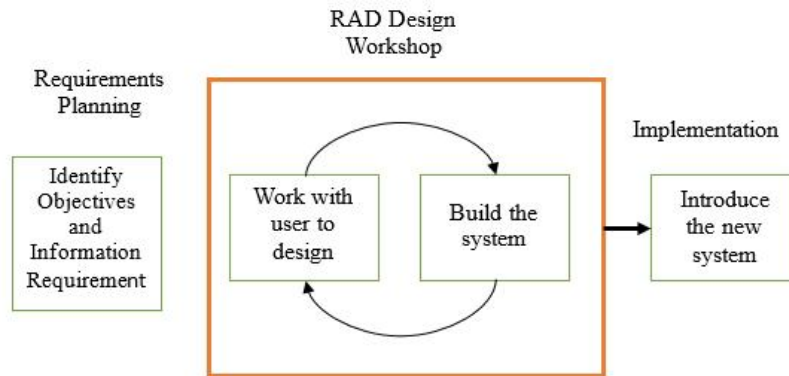 RAD Design
Workshop
Requirements
Planning
Identify
Objectives
and
Information
Requirement
Work with
user to
design
Build the
system
Implementation
Introduce
the new
system